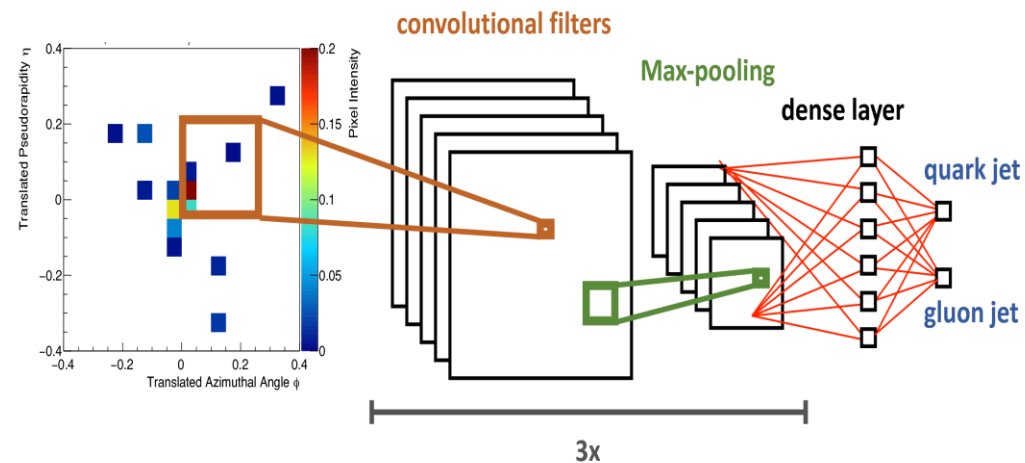 convolutional filters
Max-pooling
dense layer
quark jet
gluon jet
3x
Translated Pseudorapidity η
0.4
0.2
0
−0.2
−0.4
−0.4
−0.2
0
0.2
0.4
Translated Azimuthal Angle ϕ
Pixel Intensity
0.2
0.15
0.1
0.05
0